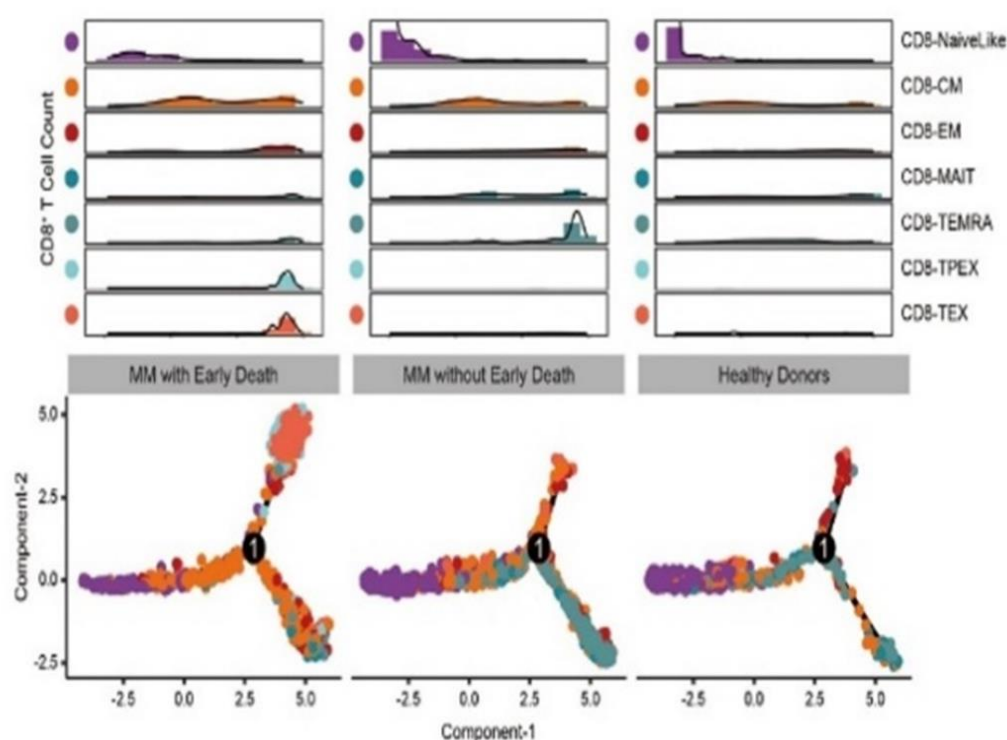 CD8⁺ T Cell Count
CD8-NaiveLike
CD8-CM
CD8-EM
CD8-MAIT
CD8-TEMRA
CD8-TPEX
CD8-TEX
MM with Early Death
MM without Early Death
Healthy Donors
Component-2
5.0
2.5
0.0
-2.5
1
1
1
-2.5 0.0 2.5 5.0
-2.5 0.0 2.5 5.0
-2.5 0.0 2.5 5.0
Component-1